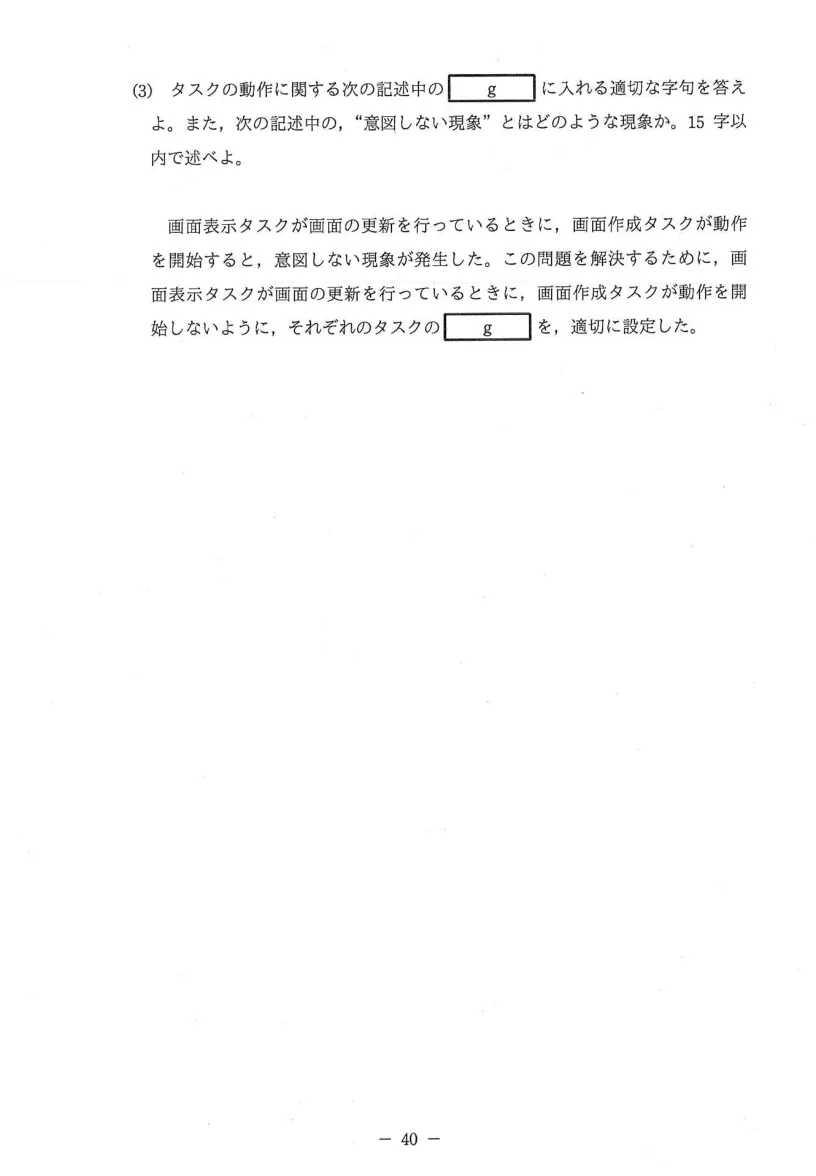 (3) タスクの動作に関する次の記述中の g に入れる適切な字句を答え
よ。また，次の記述中の，“意図しない現象”とはどのような現象か。15 字以
内で述べよ。
画面表示タスクが画面の更新を行っているときに，画面作成タスクが動作
を開始すると，意図しない現象が発生した。この問題を解決するために，画
面表示タスクが画面の更新を行っているときに，画面作成タスクが動作を開
始しないように，それぞれのタスクの g を，適切に設定した。
－ 40 －